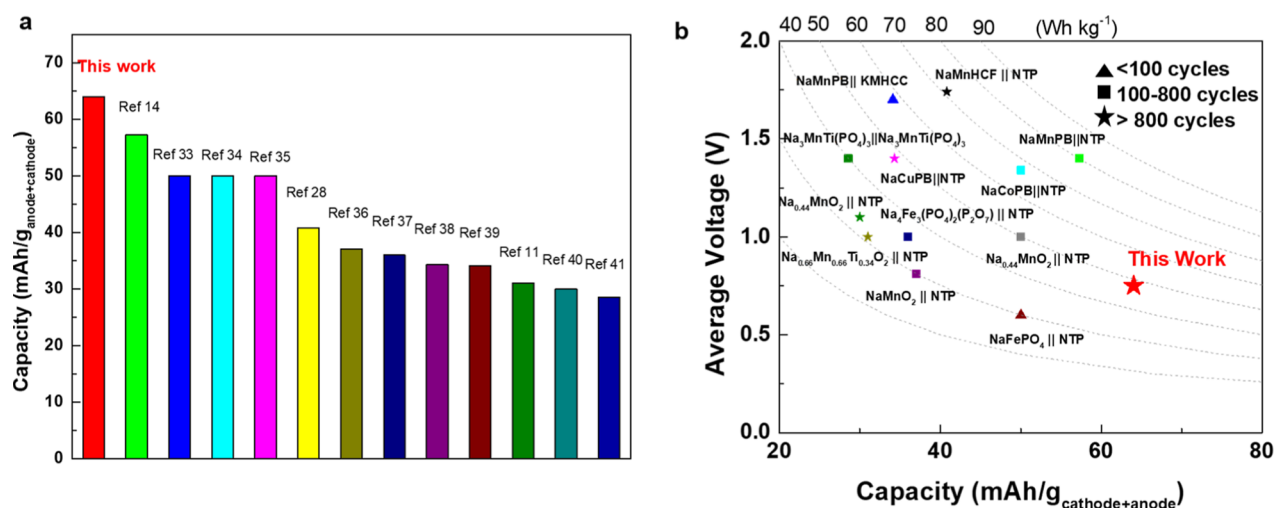 a
Capacity (mAh/g anode+cathode)
70
60
50
40
30
20
10
0
This work
Ref 14
Ref 33
Ref 34
Ref 35
Ref 28
Ref 36
Ref 37
Ref 38
Ref 39
Ref 11
Ref 40
Ref 41
b
40 50 60 70 80 90 (Wh kg⁻¹)
Average Voltage (V)
2.0
1.5
1.0
0.5
0.0
<100 cycles
100-800 cycles
> 800 cycles
NaMnPB|| KMHCC
NaMnHCF || NTP
Na₃MnTi(PO₄)₃||Na₃MnTi(PO₄)₃
NaMnPB||NTP
NaCuPB||NTP
NaCoPB||NTP
Na₀.₄₄MnO₂ || NTP
Na₄Fe₃(PO₄)₂(P₂O₇) || NTP
Na₀.₆₆Mn₀.₆₆Ti₀.₃₄O₂ || NTP
Na₀.₄₄MnO₂ || NTP
This Work
NaMnO₂ || NTP
NaFePO₄ || NTP
20 40 60 80
Capacity (mAh/g cathode+anode)